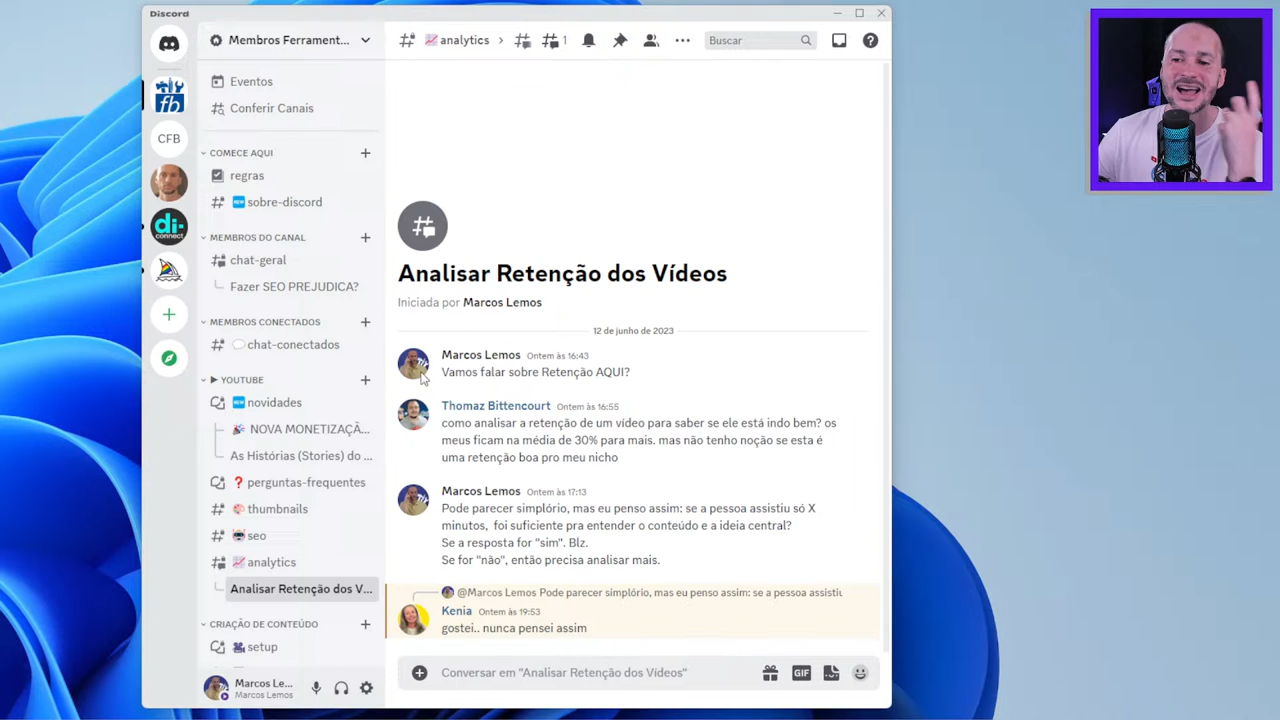 Discord
Membros Ferrament...
analytics
1
Buscar
Eventos
Conferir Canais
COMECE AQUI
regras
NEW sobre-discord
MEMBROS DO CANAL
chat-geral
Fazer SEO PREJUDICA?
MEMBROS CONECTADOS
chat-conectados
YOUTUBE
NEW novidades
NOVA MONETIZAÇÃ...
As Histórias (Stories) do ...
perguntas-frequentes
thumbnails
seo
analytics
Analisar Retenção dos V...
CRIAÇÃO DE CONTEÚDO
setup
Marcos Le...
Marcos Lemos
fb
CFB
di-
connect
Analisar Retenção dos Vídeos
Iniciada por Marcos Lemos
12 de junho de 2023
Marcos Lemos Ontem às 16:43
Vamos falar sobre Retenção AQUI?
Thomaz Bittencourt Ontem às 16:55
como analisar a retenção de um vídeo para saber se ele está indo bem? os
meus ficam na média de 30% para mais. mas não tenho noção se esta é
uma retenção boa pro meu nicho
Marcos Lemos Ontem às 17:13
Pode parecer simplório, mas eu penso assim: se a pessoa assistiu só X
minutos, foi suficiente pra entender o conteúdo e a ideia central?
Se a resposta for "sim". Blz.
Se for "não", então precisa analisar mais.
@Marcos Lemos Pode parecer simplório, mas eu penso assim: se a pessoa assistiu
Kenia Ontem às 19:53
gostei.. nunca pensei assim
Conversar em "Analisar Retenção dos Vídeos"
GIF